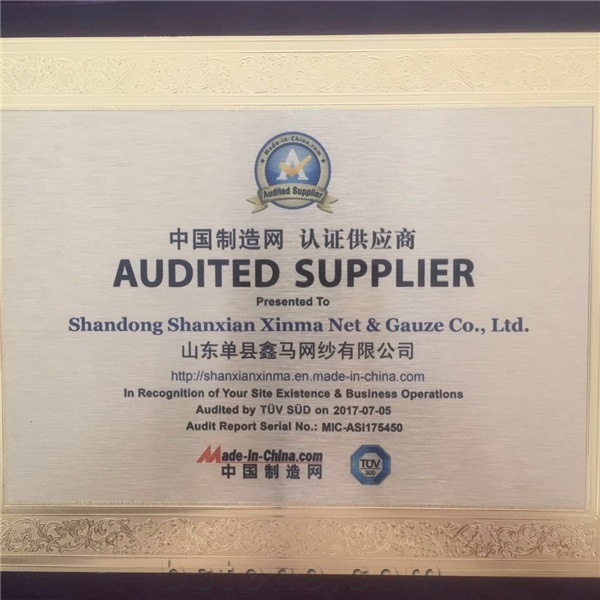 Made-in-China.com
Audited Supplier
中国制造网 认证供应商
AUDITED SUPPLIER
Presented To
Shandong Shanxian Xinma Net & Gauze Co., Ltd.
山东单县鑫马网纱有限公司
http://shanxianxinma.en.made-in-china.com
In Recognition of Your Site Existence & Business Operations
Audited by TÜV SÜD on 2017-07-05
Audit Report Serial No.: MIC-ASI175450
Made-in-China.com
中国制造网
TÜV
SÜD